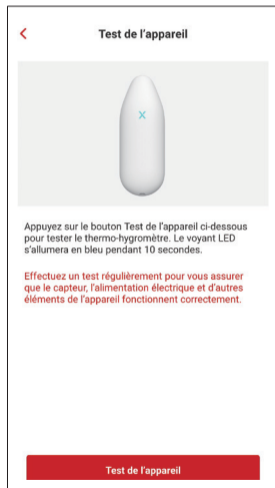 Test de l'appareil
Appuyez sur le bouton Test de l'appareil ci-dessous
pour tester le thermo-hygromètre. Le voyant LED
s'allumera en bleu pendant 10 secondes.
Effectuez un test régulièrement pour vous assurer
que le capteur, l'alimentation électrique et d'autres
éléments de l'appareil fonctionnent correctement.
Test de l'appareil